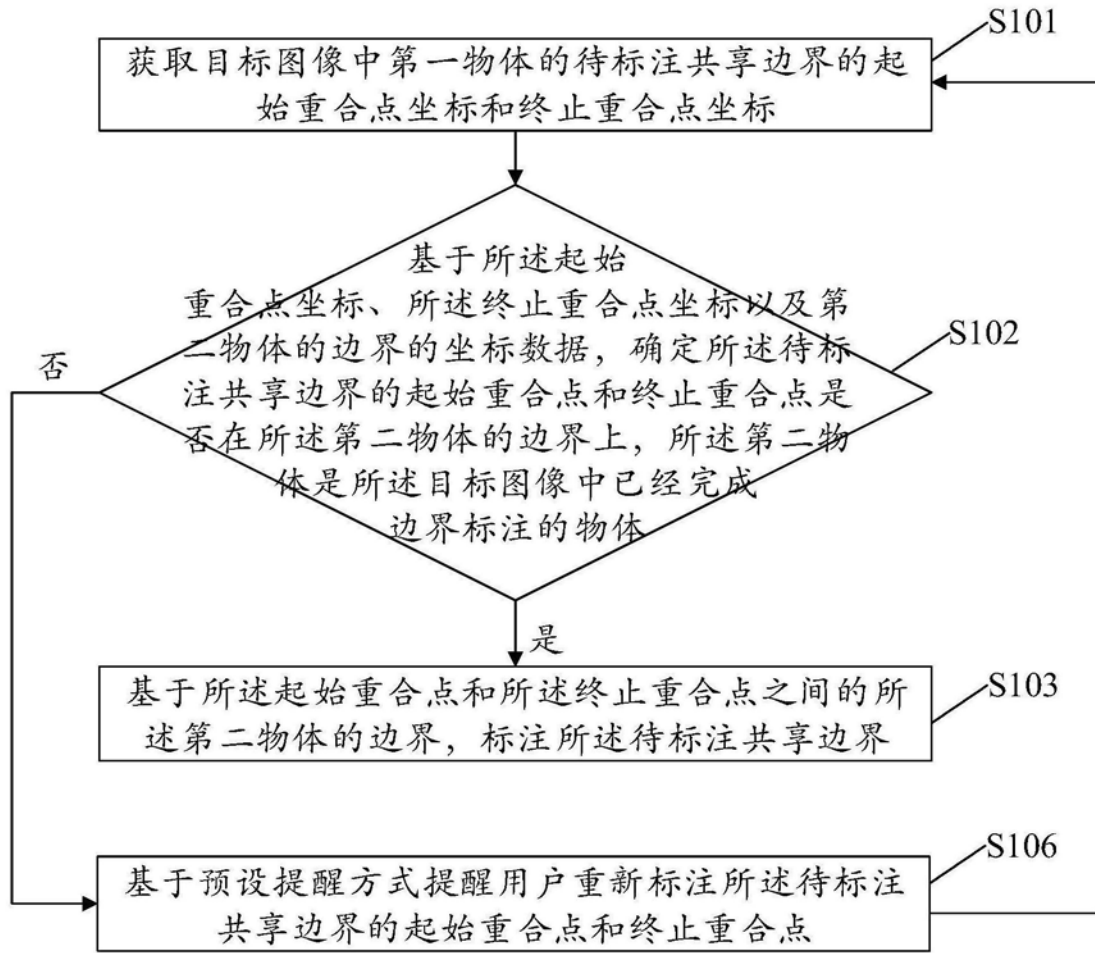 S101
获取目标图像中第一物体的待标注共享边界的起
始重合点坐标和终止重合点坐标
基于所述起始
重合点坐标、所述终止重合点坐标以及第
二物体的边界的坐标数据，确定所述待标
注共享边界的起始重合点和终止重合点是
否在所述第二物体的边界上，所述第二物
体是所述目标图像中已经完成
边界标注的物体
S102
否
是
基于所述起始重合点和所述终止重合点之间的所
述第二物体的边界，标注所述待标注共享边界
S103
基于预设提醒方式提醒用户重新标注所述待标注
共享边界的起始重合点和终止重合点
S106